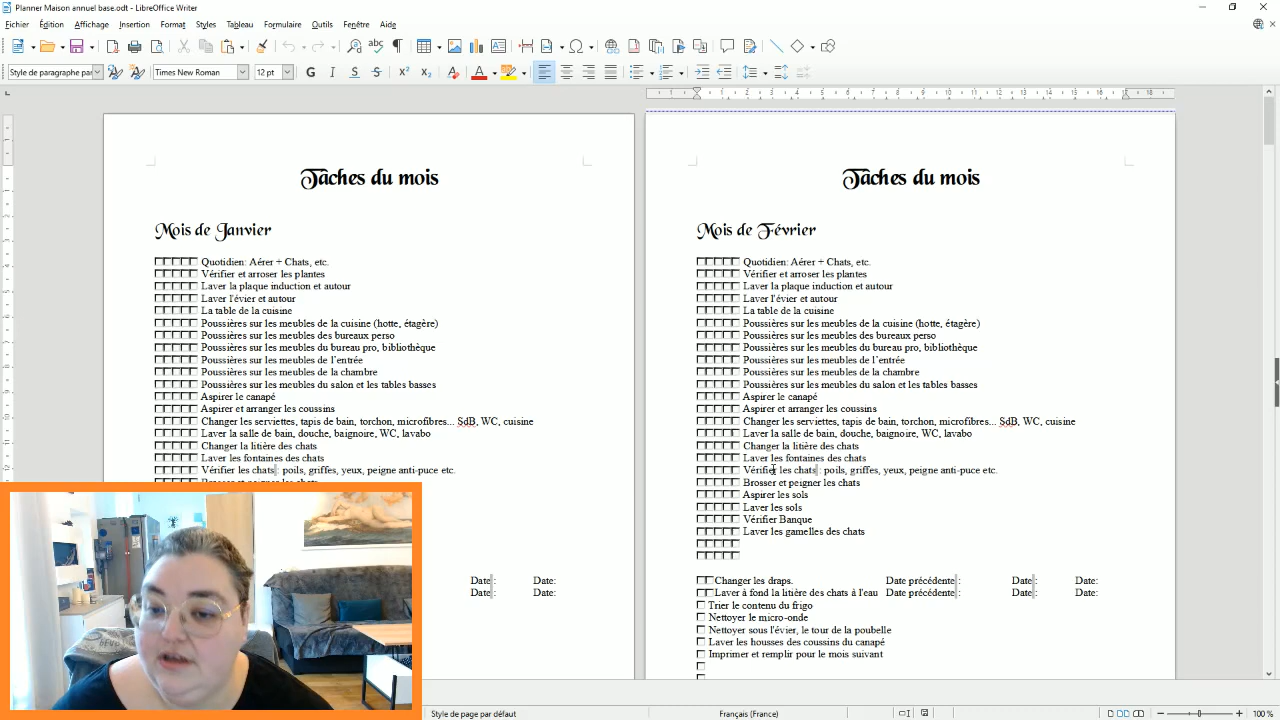 Planner Maison annuel base.odt - LibreOffice Writer
Fichier Édition Affichage Insertion Format Styles Tableau Formulaire Outils Fenêtre Aide
Style de paragraphe par Times New Roman 12 pt
Tâches du mois
Mois de Janvier
Quotidien: Aérer + Chats, etc.
Vérifier et arroser les plantes
Laver la plaque induction et autour
Laver l'évier et autour
La table de la cuisine
Poussières sur les meubles de la cuisine (hotte, étagère)
Poussières sur les meubles des bureaux perso
Poussières sur les meubles du bureau pro, bibliothèque
Poussières sur les meubles de l'entrée
Poussières sur les meubles de la chambre
Poussières sur les meubles du salon et les tables basses
Aspirer le canapé
Aspirer et arranger les coussins
Changer les serviettes, tapis de bain, torchon, microfibres... SdB, WC, cuisine
Laver la salle de bain, douche, baignoire, WC, lavabo
Changer la litière des chats
Laver les fontaines des chats
Vérifier les chats : poils, griffes, yeux, peigne anti-puce etc.
Brosser et peigner les chats
Date : Date:
Date : Date:
Tâches du mois
Mois de Février
Quotidien: Aérer + Chats, etc.
Vérifier et arroser les plantes
Laver la plaque induction et autour
Laver l'évier et autour
La table de la cuisine
Poussières sur les meubles de la cuisine (hotte, étagère)
Poussières sur les meubles des bureaux perso
Poussières sur les meubles du bureau pro, bibliothèque
Poussières sur les meubles de l'entrée
Poussières sur les meubles de la chambre
Poussières sur les meubles du salon et les tables basses
Aspirer le canapé
Aspirer et arranger les coussins
Changer les serviettes, tapis de bain, torchon, microfibres... SdB, WC, cuisine
Laver la salle de bain, douche, baignoire, WC, lavabo
Changer la litière des chats
Laver les fontaines des chats
Vérifier les chats : poils, griffes, yeux, peigne anti-puce etc.
Brosser et peigner les chats
Aspirer les sols
Laver les sols
Vérifier Banque
Laver les gamelles des chats
Changer les draps. Date précédente : Date : Date:
Laver à fond la litière des chats à l'eau Date précédente : Date : Date:
Trier le contenu du frigo
Nettoyer le micro-onde
Nettoyer sous l'évier, le tour de la poubelle
Laver les housses des coussins du canapé
Imprimer et remplir pour le mois suivant
Style de page par défaut Français (France) 100 %